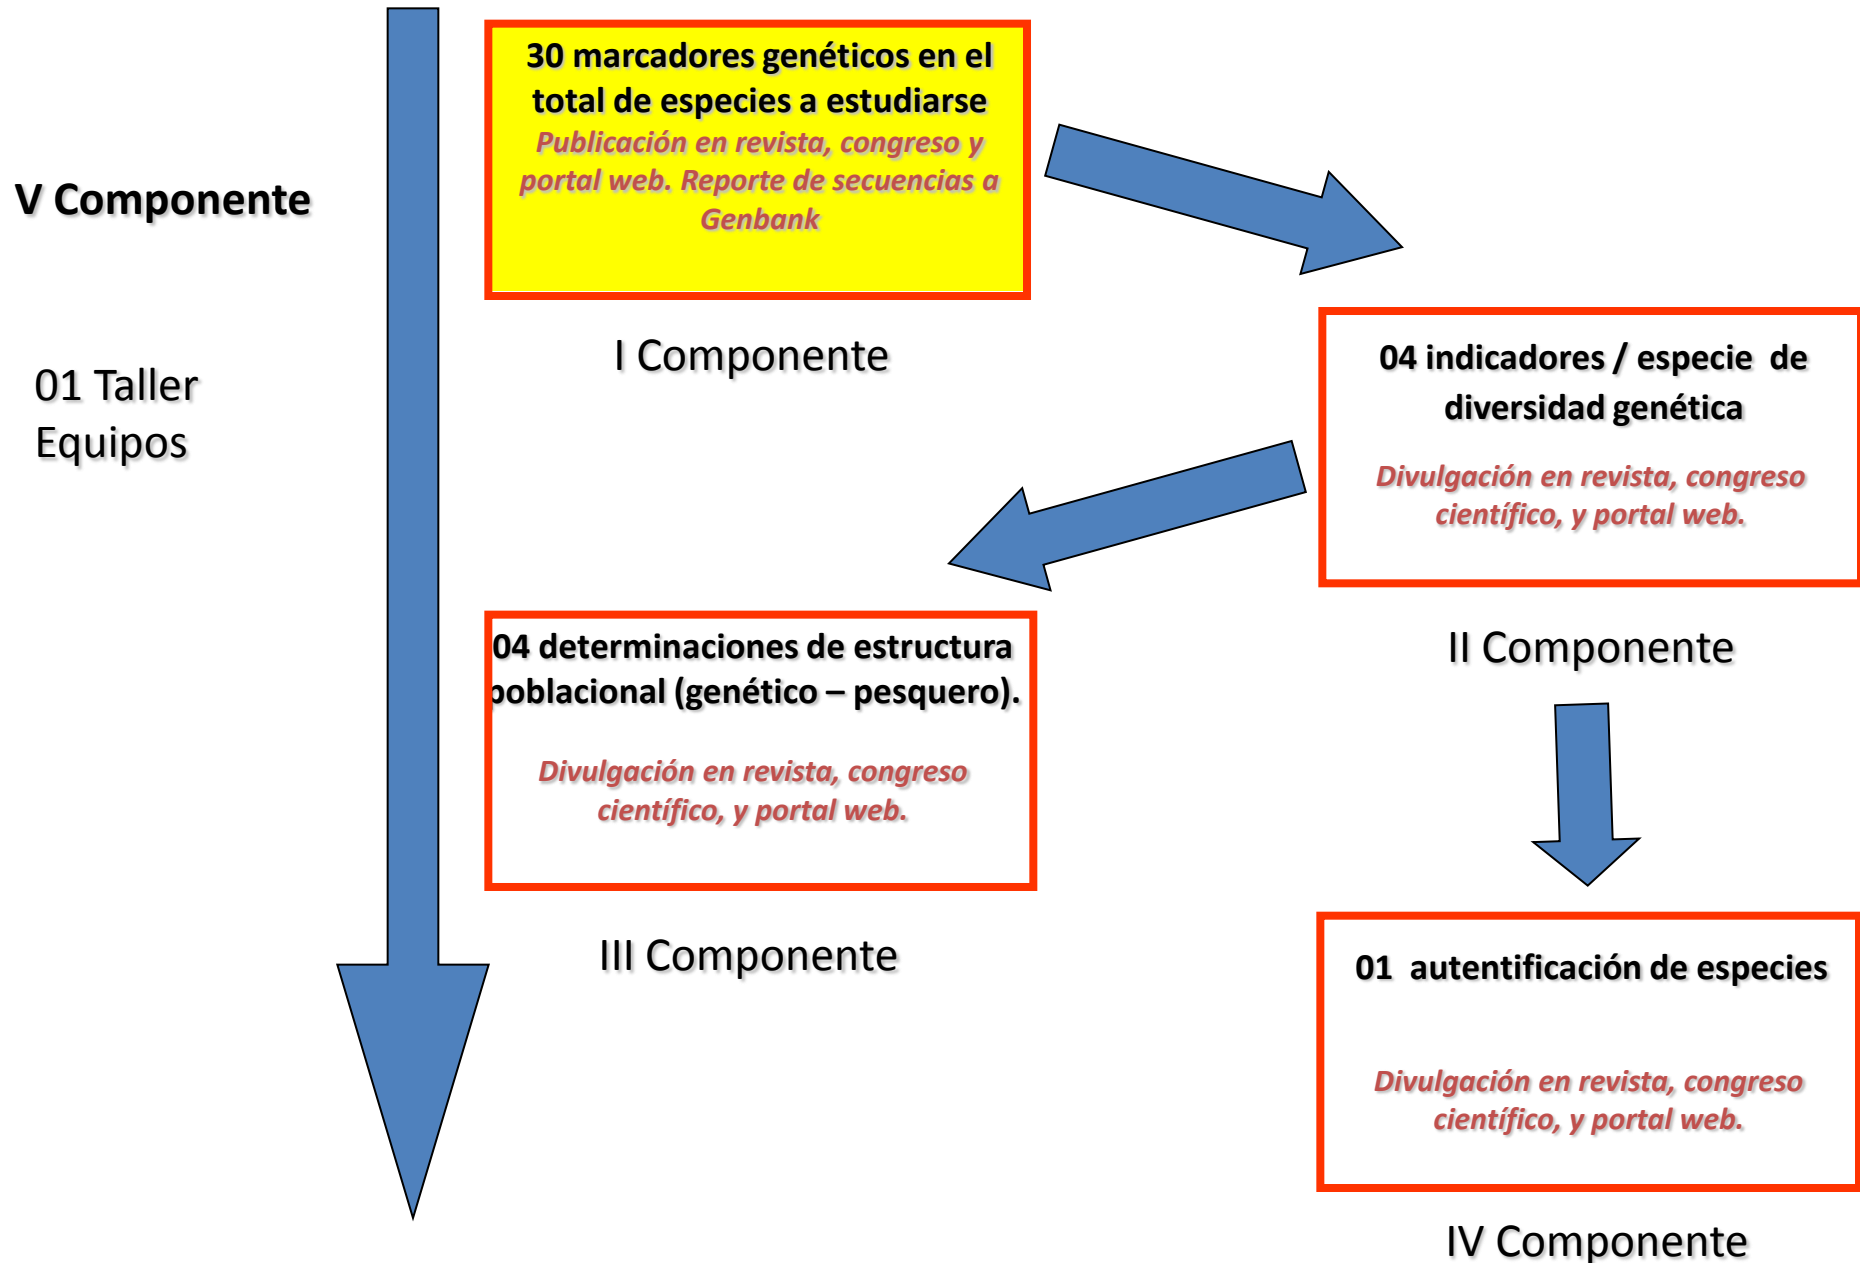 V Componente
01 Taller
Equipos
30 marcadores genéticos en el
total de especies a estudiarse
Publicación en revista, congreso y
portal web. Reporte de secuencias a
Genbank
I Componente
04 indicadores / especie de
diversidad genética
Divulgación en revista, congreso
científico, y portal web.
II Componente
04 determinaciones de estructura
poblacional (genético – pesquero).
Divulgación en revista, congreso
científico, y portal web.
III Componente
01 autentificación de especies
Divulgación en revista, congreso
científico, y portal web.
IV Componente